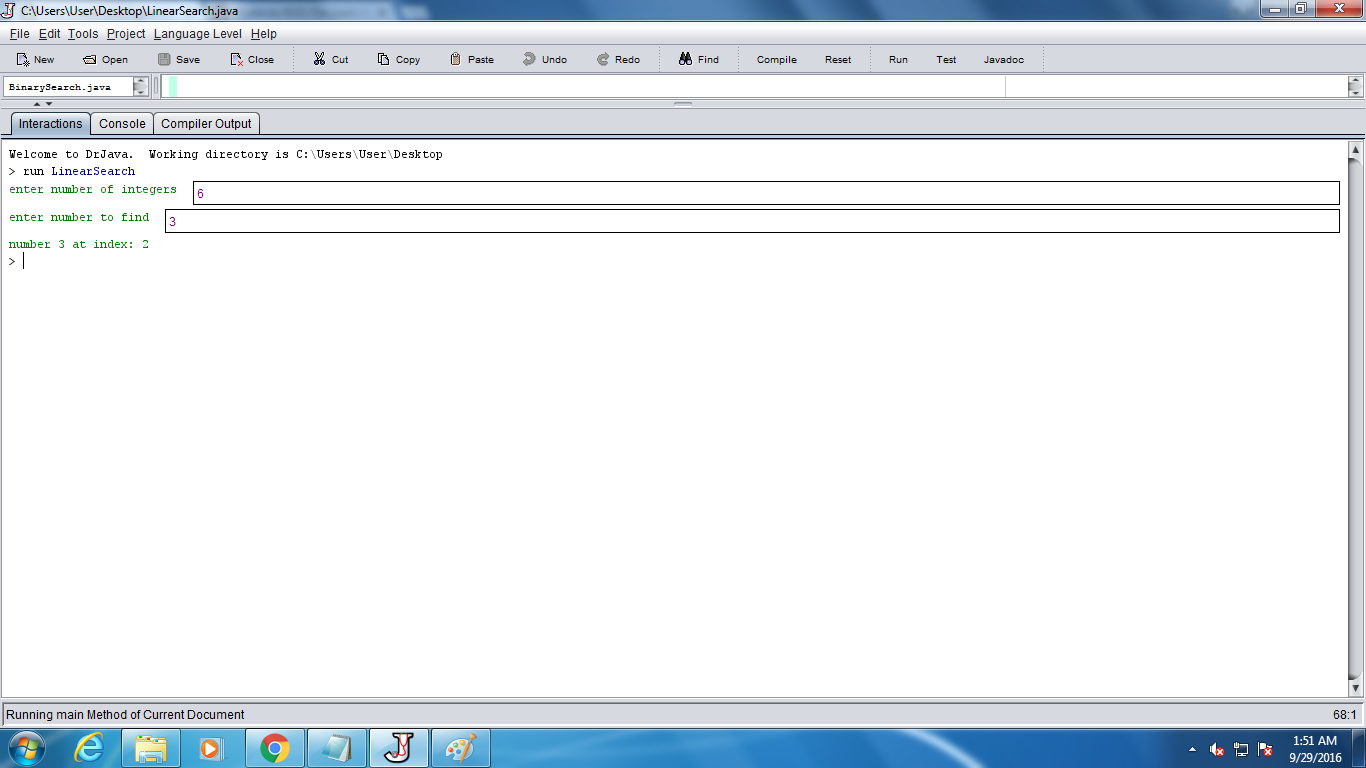 C:\Users\User\Desktop\LinearSearch.java
File Edit Tools Project Language Level Help
New Open Save Close Cut Copy Paste Undo Redo Find Compile Reset Run Test Javadoc
BinarySearch.java
Interactions Console Compiler Output
Welcome to DrJava.  Working directory is C:\Users\User\Desktop
> run LinearSearch
enter number of integers 6
enter number to find 3
number 3 at index: 2
>
Running main Method of Current Document 68:1
1:51 AM
9/29/2016